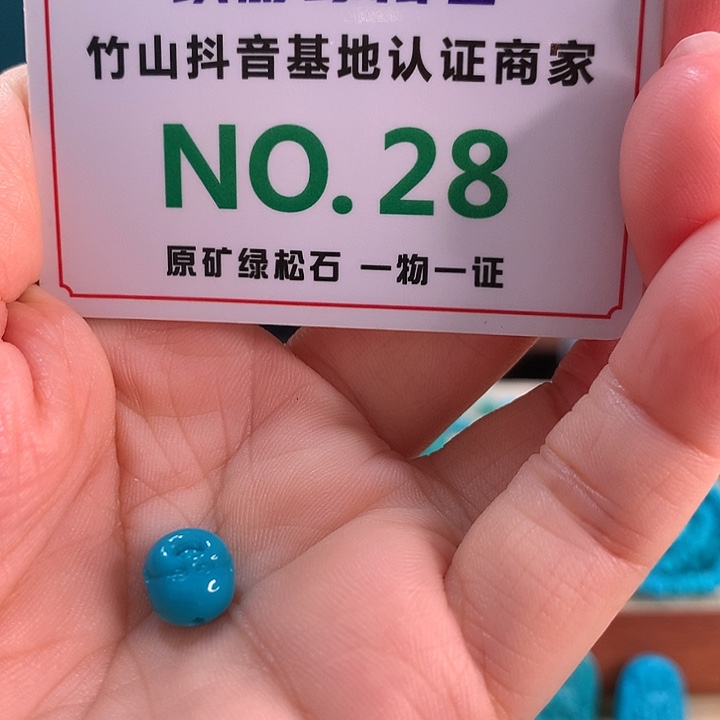 竹山抖音基地认证商家
NO. 28
原矿绿松石 一物一证